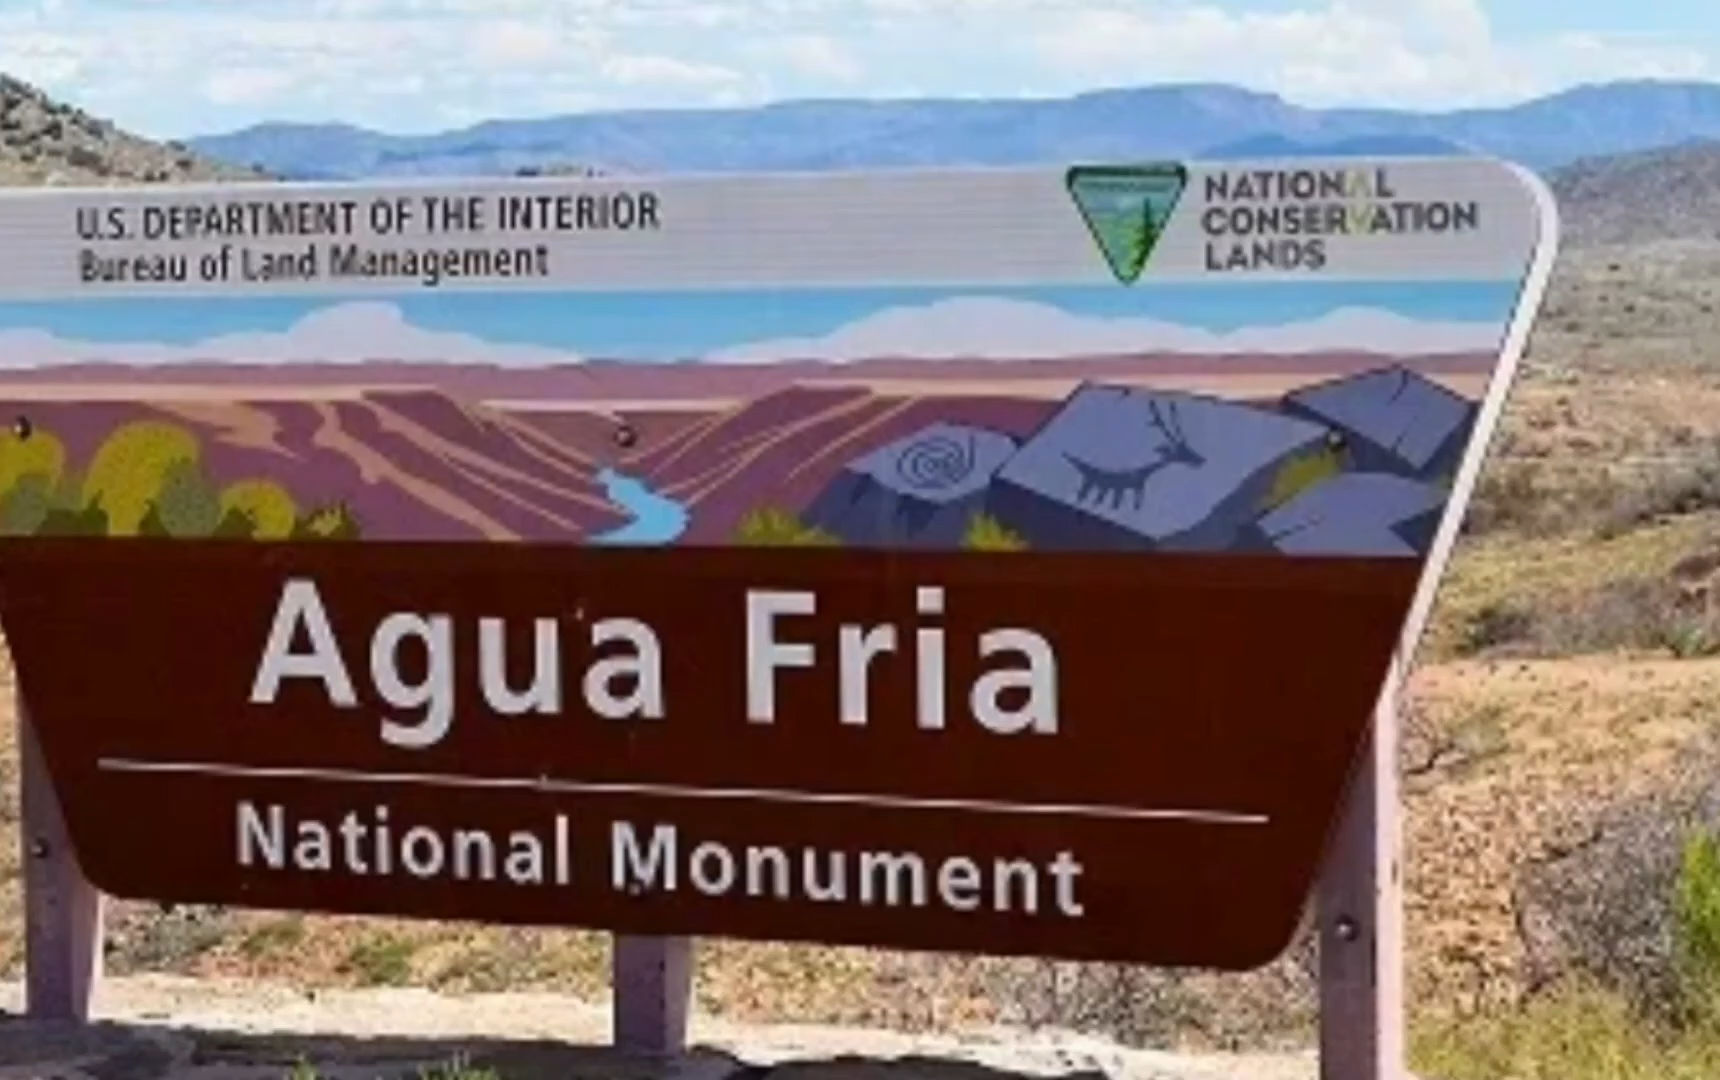 U.S. DEPARTMENT OF THE INTERIOR
Bureau of Land Management
NATIONAL
CONSERVATION
LANDS
Agua Fria
National Monument